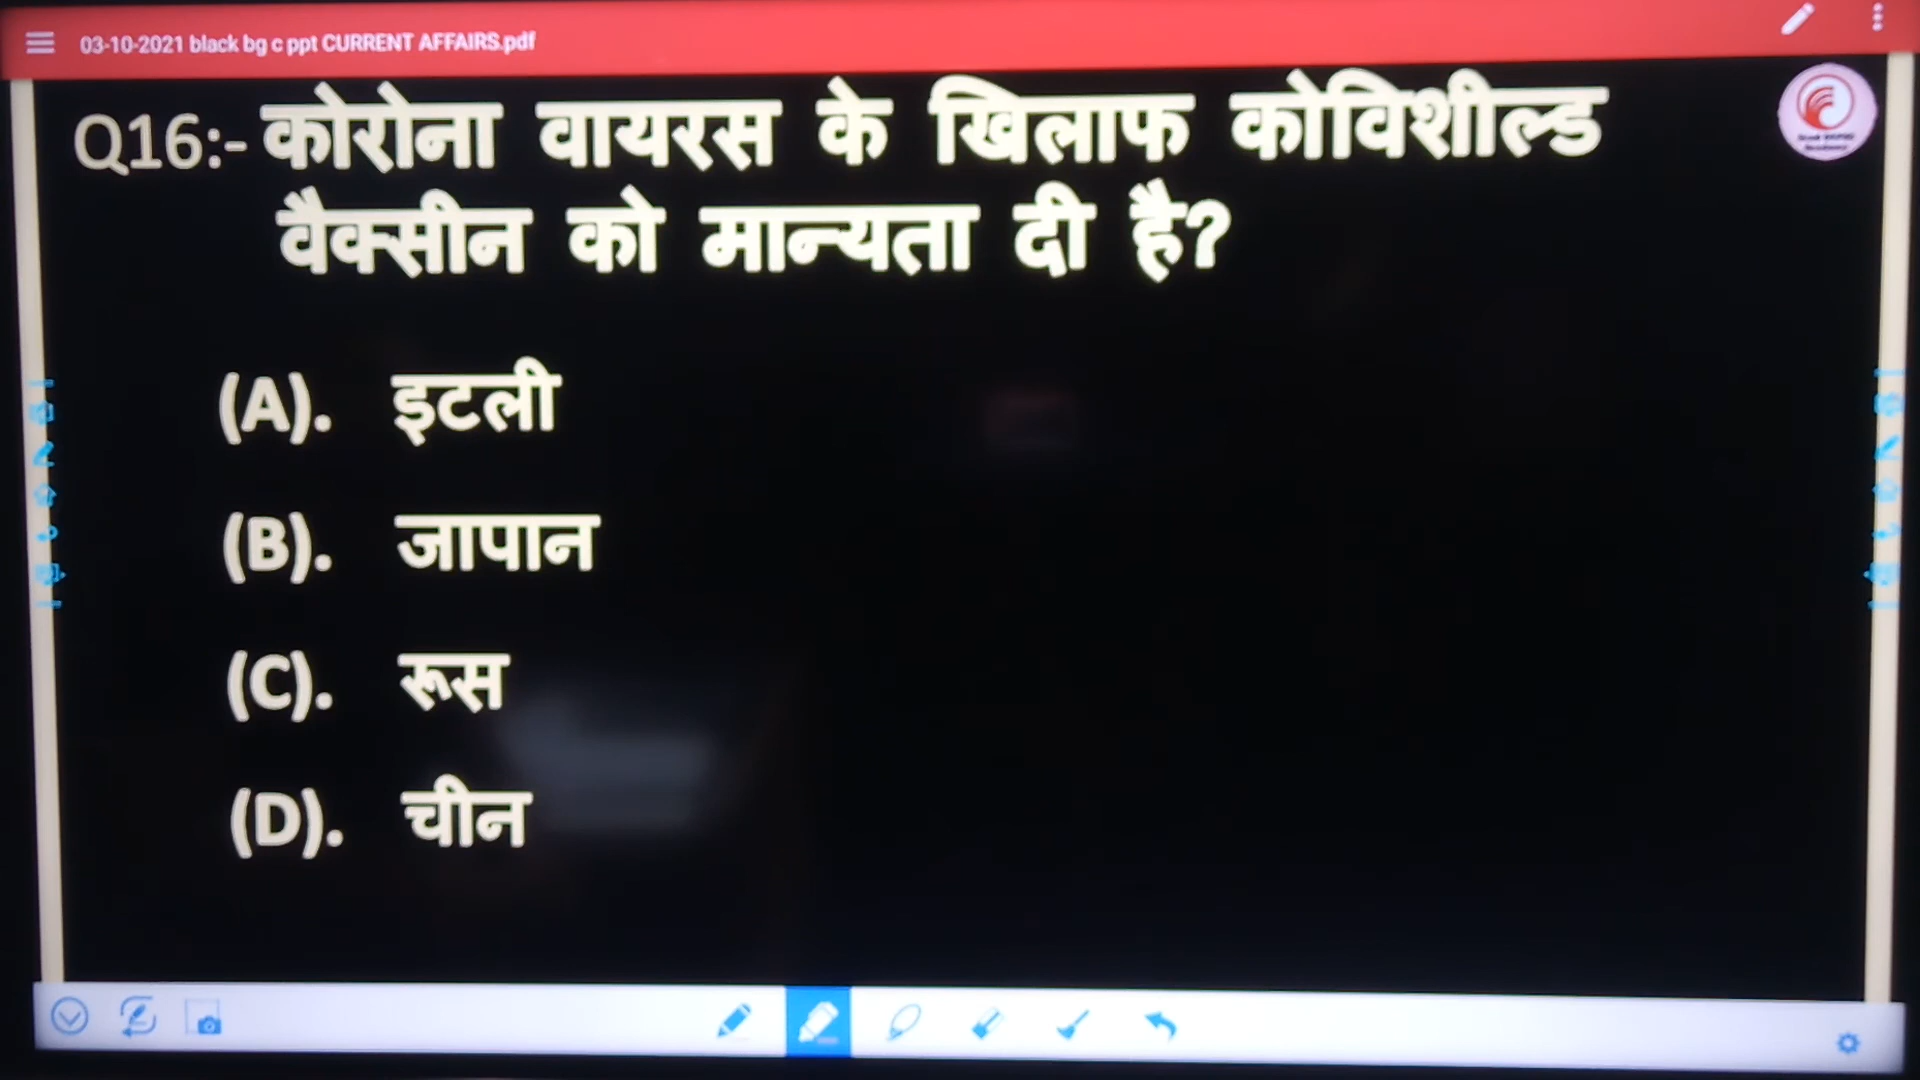 03-10-2021 black bg c ppt CURRENT AFFAIRS.pdf
Q16:- कोरोना वायरस के खिलाफ कोविशील्ड
वैक्सीन को मान्यता दी है?
(A). इटली
(B). जापान
(C). रूस
(D). चीन